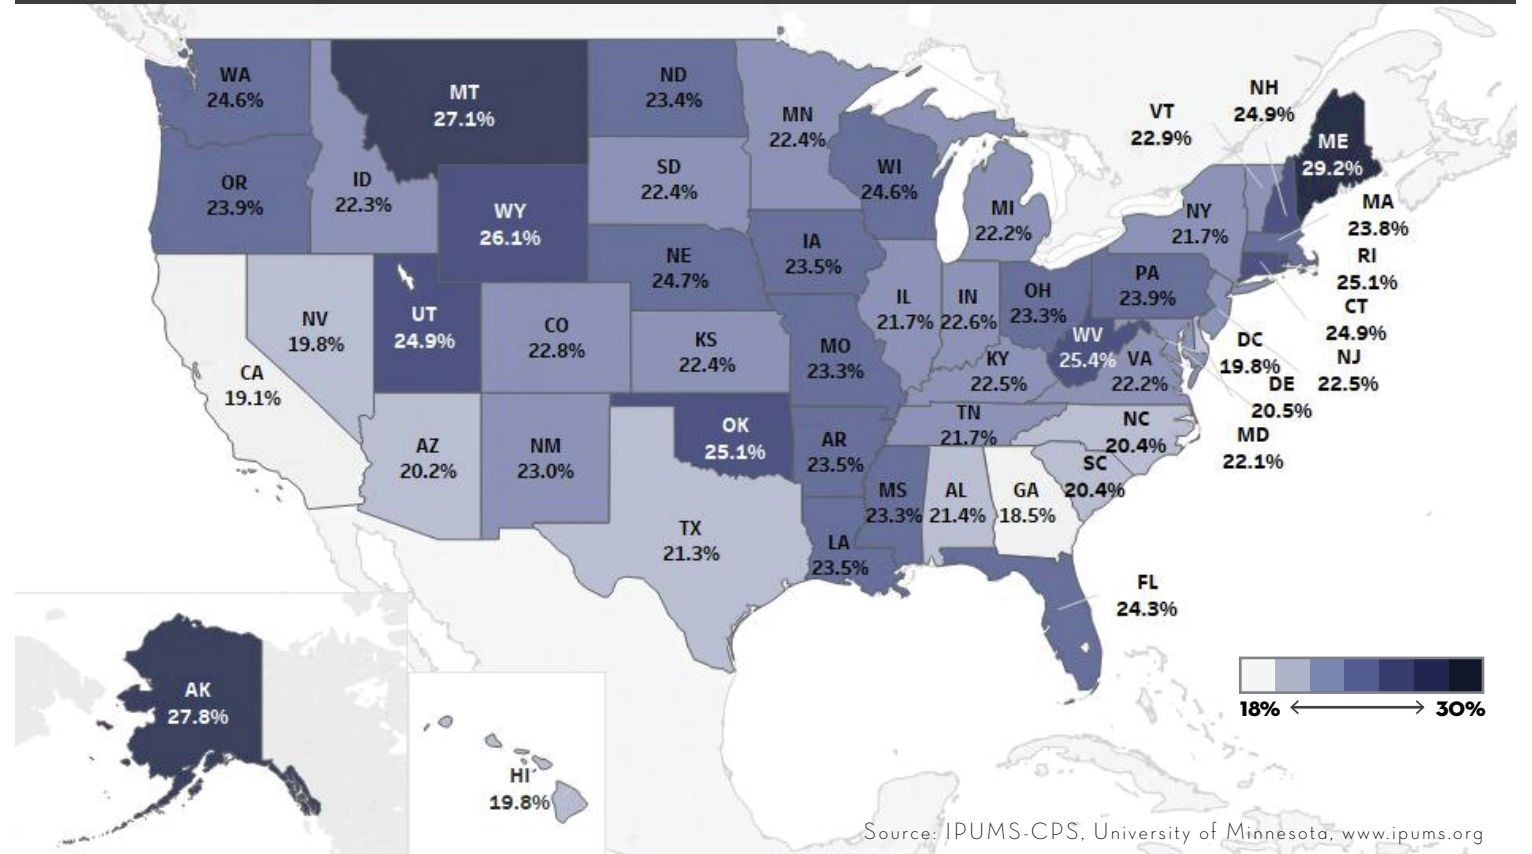 WA
24.6%
MT
27.1%
ND
23.4%
MN
22.4%
VT
22.9%
NH
24.9%
ME
29.2%
OR
23.9%
ID
22.3%
WY
26.1%
SD
22.4%
WI
24.6%
MI
22.2%
NY
21.7%
MA
23.8%
RI
25.1%
CT
24.9%
NJ
22.5%
NE
24.7%
IA
23.5%
IL
21.7%
IN
22.6%
OH
23.3%
PA
23.9%
WV
25.4%
VA
22.2%
DC
19.8%
DE
20.5%
MD
22.1%
CA
19.1%
NV
19.8%
UT
24.9%
CO
22.8%
KS
22.4%
MO
23.3%
KY
22.5%
TN
21.7%
NC
20.4%
SC
20.4%
AZ
20.2%
NM
23.0%
OK
25.1%
AR
23.5%
MS
23.3%
AL
21.4%
GA
18.5%
TX
21.3%
LA
23.5%
FL
24.3%
AK
27.8%
HI
19.8%
18% 30%
Source: IPUMS-CPS, University of Minnesota, www.ipums.org